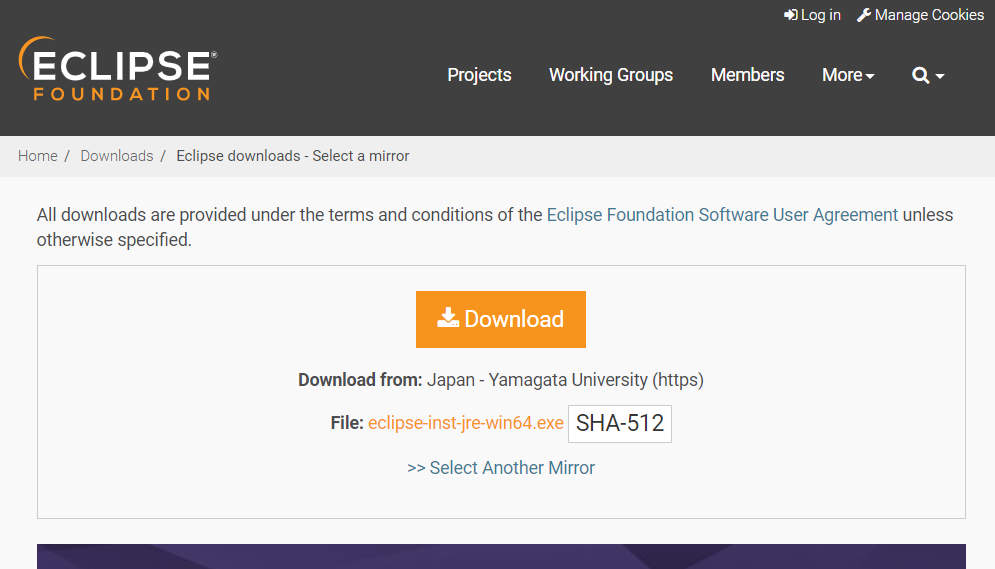 Log in Manage Cookies
ECLIPSE®
FOUNDATION
Projects Working Groups Members More
Home / Downloads / Eclipse downloads - Select a mirror
All downloads are provided under the terms and conditions of the Eclipse Foundation Software User Agreement unless
otherwise specified.
Download
Download from: Japan - Yamagata University (https)
File: eclipse-inst-jre-win64.exe SHA-512
>> Select Another Mirror